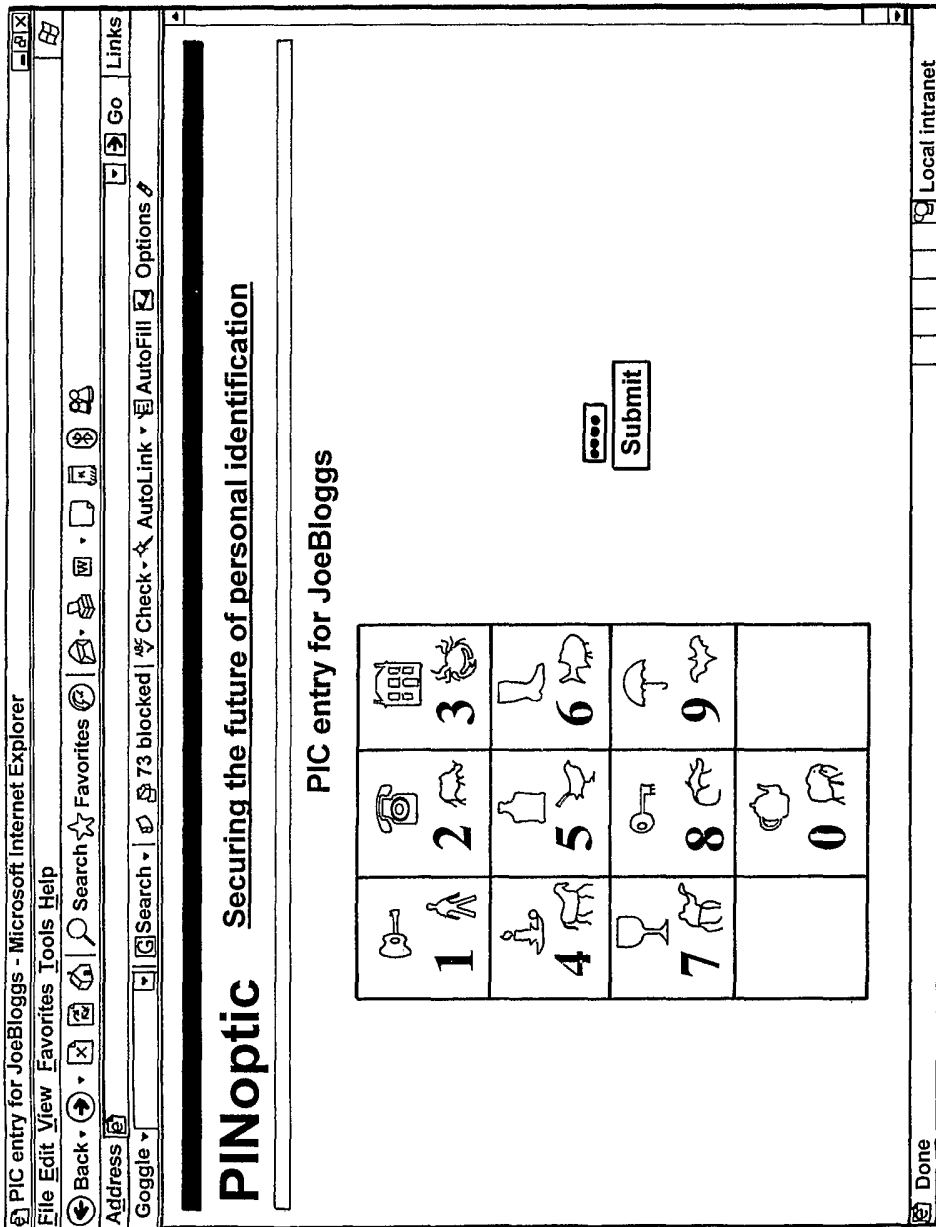 PIC entry for JoeBloggs - Microsoft Internet Explorer
File Edit View Favorites Tools Help
Back Search Favorites W
Address Go Links
Goggle G Search 73 blocked ABC Check AutoLink AutoFill Options
PINoptic Securing the future of personal identification
PIC entry for JoeBloggs
1 2 3
4 5 6
7 8 9
0
Submit
Done Local intranet